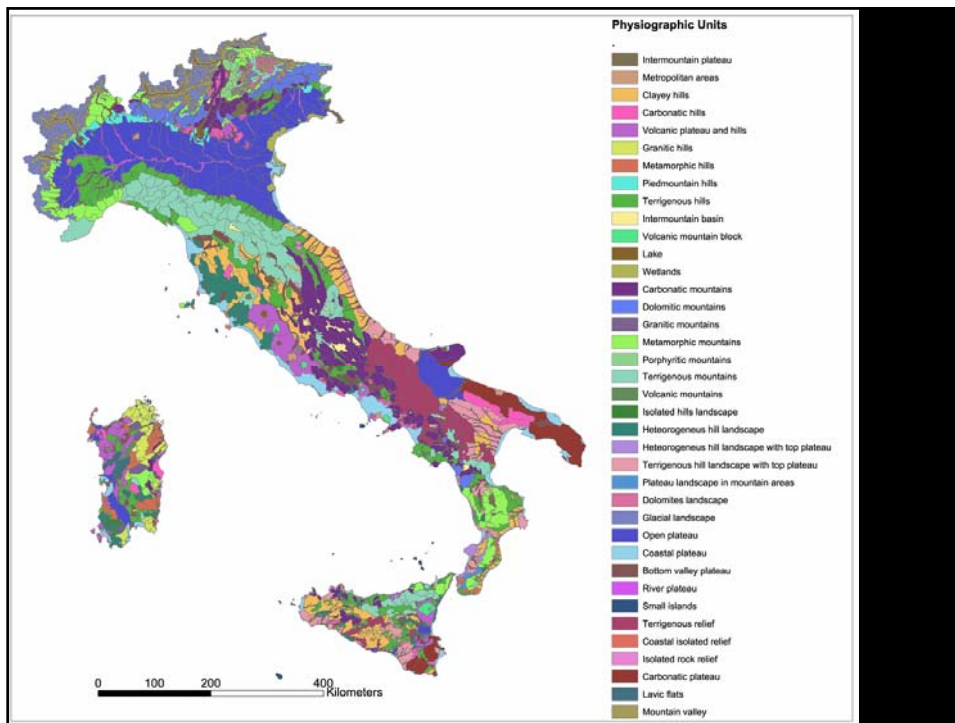 Physiographic Units
.
Intermountain plateau
Metropolitan areas
Clayey hills
Carbonatic hills
Volcanic plateau and hills
Granitic hills
Metamorphic hills
Piedmountain hills
Terrigenous hills
Intermountain basin
Volcanic mountain block
Lake
Wetlands
Carbonatic mountains
Dolomitic mountains
Granitic mountains
Metamorphic mountains
Porphyritic mountains
Terrigenous mountains
Volcanic mountains
Isolated hills landscape
Heterogeneus hill landscape
Heteorogeneus hill landscape with top plateau
Terrigenous hill landscape with top plateau
Plateau landscape in mountain areas
Dolomites landscape
Glacial landscape
Open plateau
Coastal plateau
Bottom valley plateau
River plateau
Small islands
Terrigenous relief
Coastal isolated relief
Isolated rock relief
Carbonatic plateau
Lavic flats
Mountain valley
0 100 200 400
Kilometers